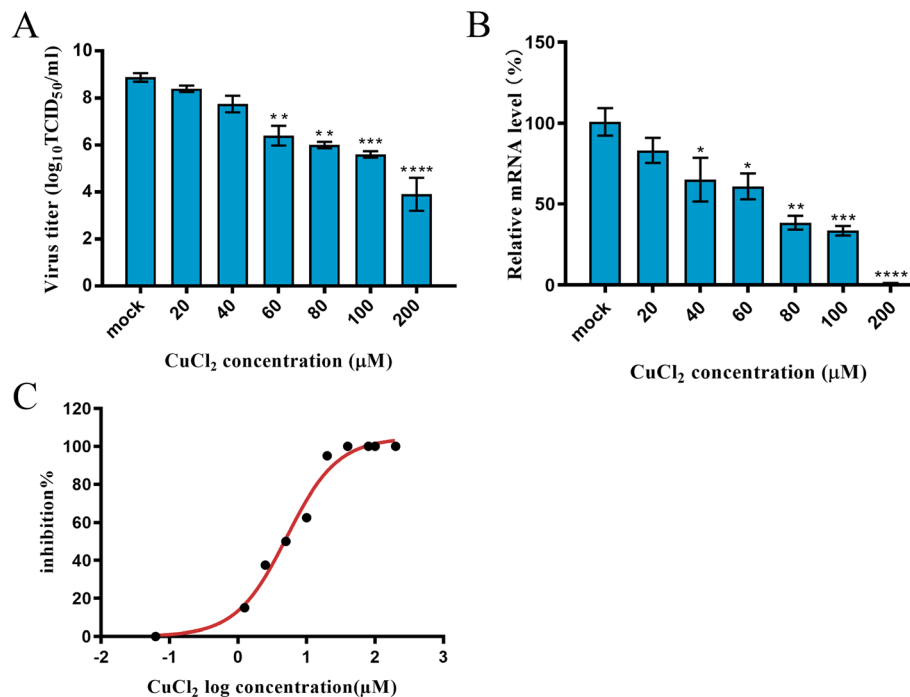 A
Virus titer (log₁₀TCID₅₀/ml)
10
8
6
4
2
0
** ** *** ****
mock 20 40 60 80 100 200
CuCl₂ concentration (μM)
B
Relative mRNA level (%)
150
100
50
0
* * ** *** ****
mock 20 40 60 80 100 200
CuCl₂ concentration (μM)
C
inhibition%
120
100
80
60
40
20
0
-2 -1 0 1 2 3
CuCl₂ log concentration(μM)